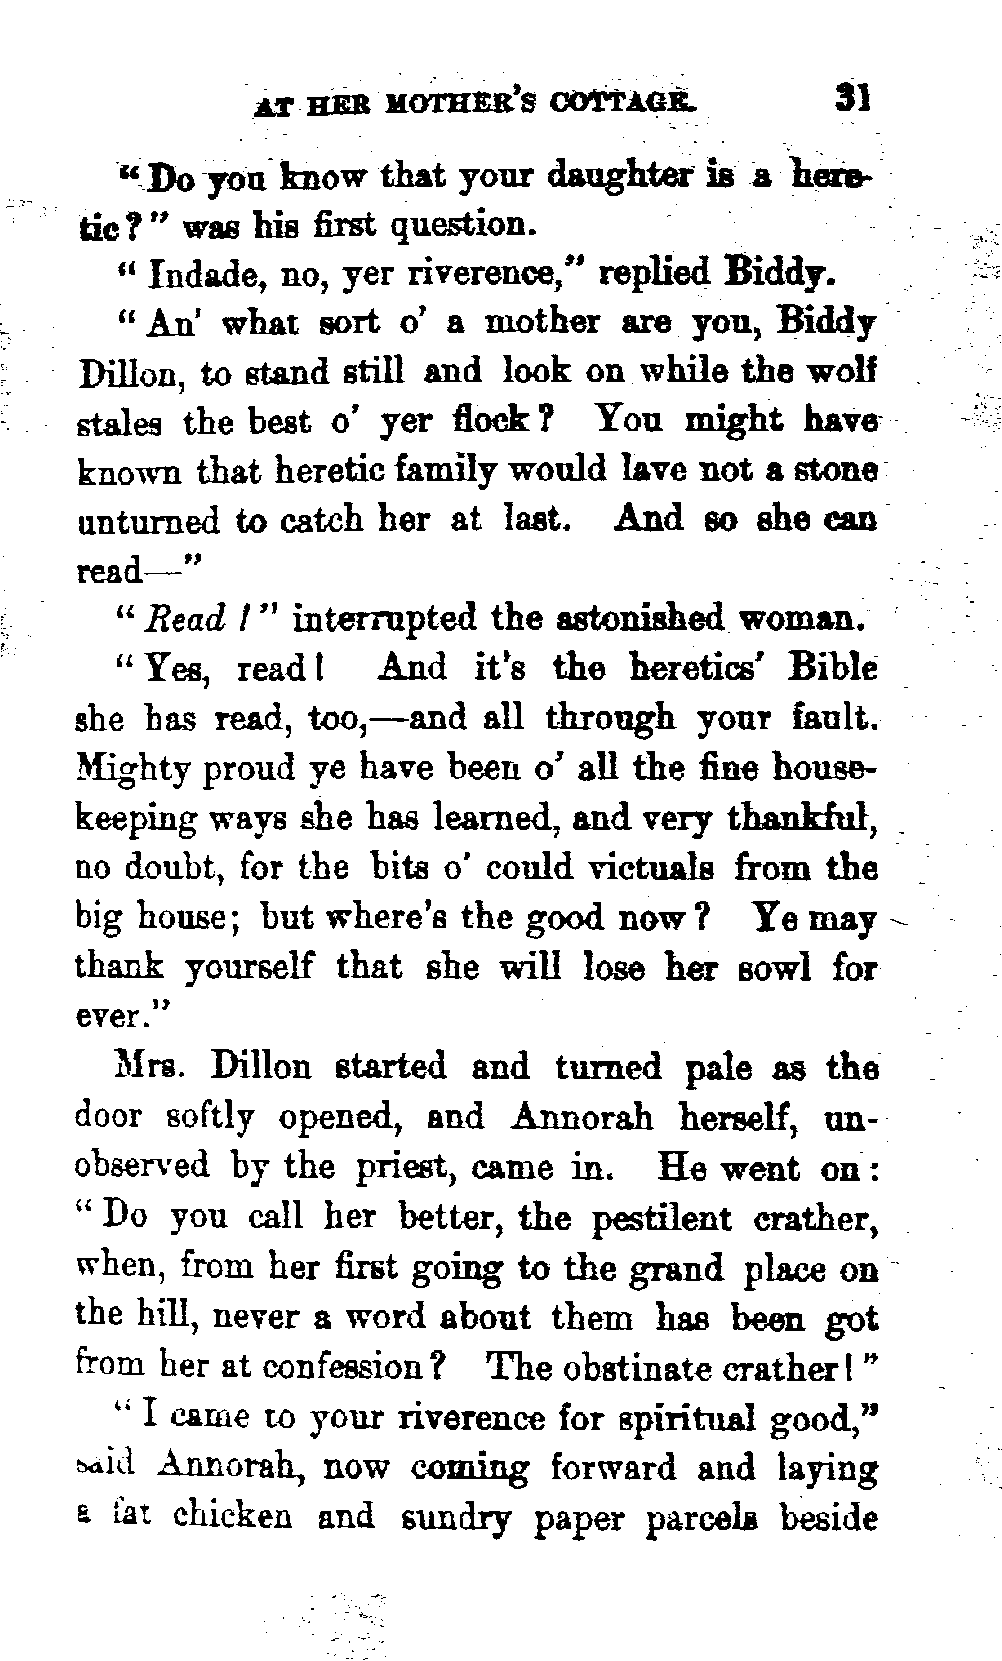 AT HER MOTHER'S COTTAGE. 31
“Do you know that your daughter is a here-
tic?” was his first question.
“Indade, no, yer riverence,” replied Biddy.
“An' what sort o' a mother are you, Biddy
Dillon, to stand still and look on while the wolf
stales the best o' yer flock? You might have
known that heretic family would lave not a stone
unturned to catch her at last. And so she can
read—”
“Read!” interrupted the astonished woman.
“Yes, read! And it's the heretics' Bible
she has read, too,—and all through your fault.
Mighty proud ye have been o' all the fine house-
keeping ways she has learned, and very thankful,
no doubt, for the bits o' could victuals from the
big house; but where's the good now? Ye may
thank yourself that she will lose her sowl for
ever.”
Mrs. Dillon started and turned pale as the
door softly opened, and Annorah herself, un-
observed by the priest, came in. He went on:
“Do you call her better, the pestilent crather,
when, from her first going to the grand place on
the hill, never a word about them has been got
from her at confession? The obstinate crather!”
“I came to your riverence for spiritual good,”
said Annorah, now coming forward and laying
a fat chicken and sundry paper parcels beside